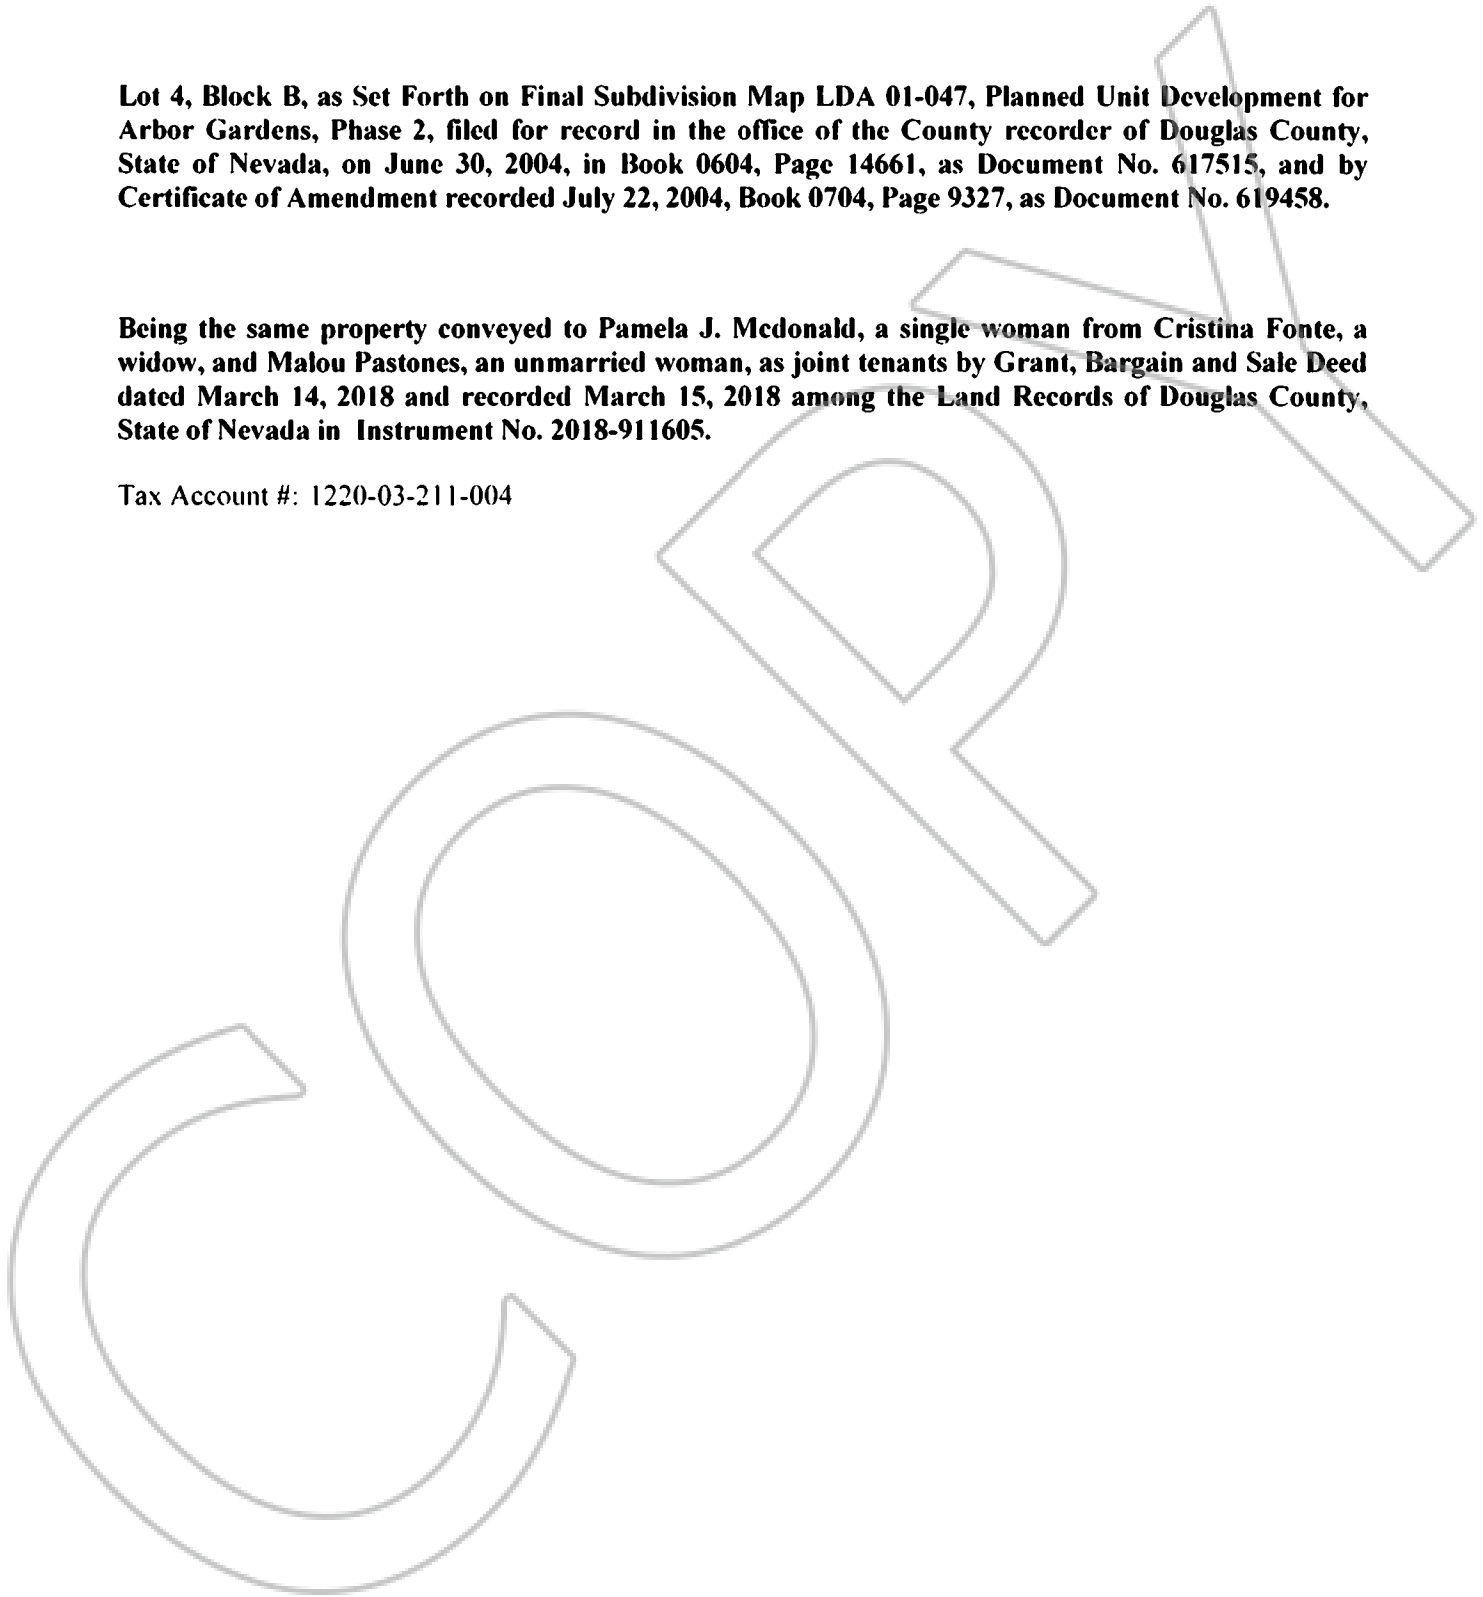 Lot 4, Block B, as Set Forth on Final Subdivision Map LDA 01-047, Planned Unit Development for
Arbor Gardens, Phase 2, filed for record in the office of the County recorder of Douglas County,
State of Nevada, on June 30, 2004, in Book 0604, Page 14661, as Document No. 617515, and by
Certificate of Amendment recorded July 22, 2004, Book 0704, Page 9327, as Document No. 619458.
Being the same property conveyed to Pamela J. Mcdonald, a single woman from Cristina Fonte, a
widow, and Malou Pastones, an unmarried woman, as joint tenants by Grant, Bargain and Sale Deed
dated March 14, 2018 and recorded March 15, 2018 among the Land Records of Douglas County,
State of Nevada in Instrument No. 2018-911605.
Tax Account #: 1220-03-211-004
COPY